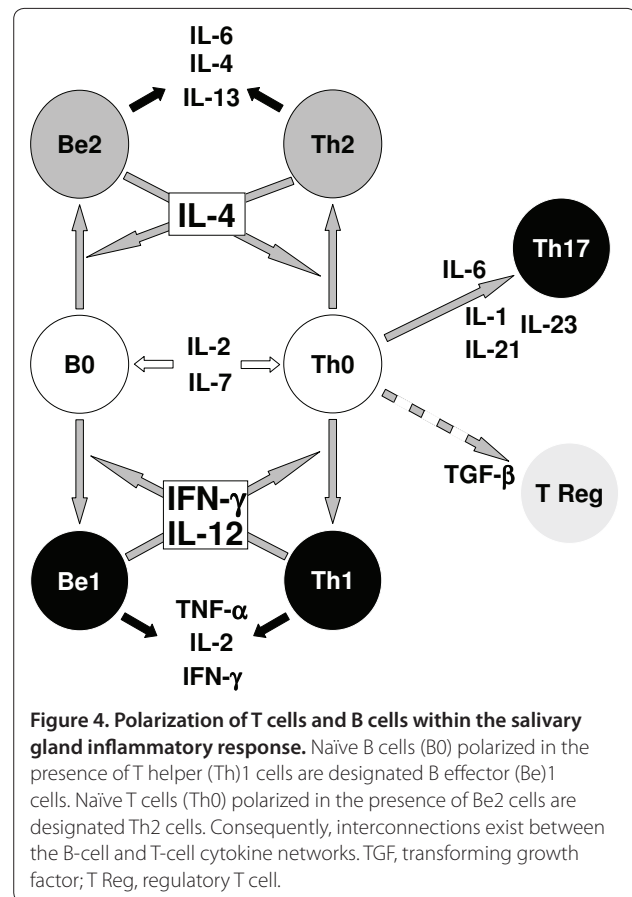 IL-6
IL-4
IL-13
Be2
Th2
IL-4
Th17
IL-6
IL-1
IL-23
IL-21
B0
IL-2
IL-7
Th0
TGF-β
T Reg
IFN-γ
IL-12
Be1
Th1
TNF-α
IL-2
IFN-γ
Figure 4. Polarization of T cells and B cells within the salivary
gland inflammatory response. Naïve B cells (B0) polarized in the
presence of T helper (Th)1 cells are designated B effector (Be)1
cells. Naïve T cells (Th0) polarized in the presence of Be2 cells are
designated Th2 cells. Consequently, interconnections exist between
the B-cell and T-cell cytokine networks. TGF, transforming growth
factor; T Reg, regulatory T cell.